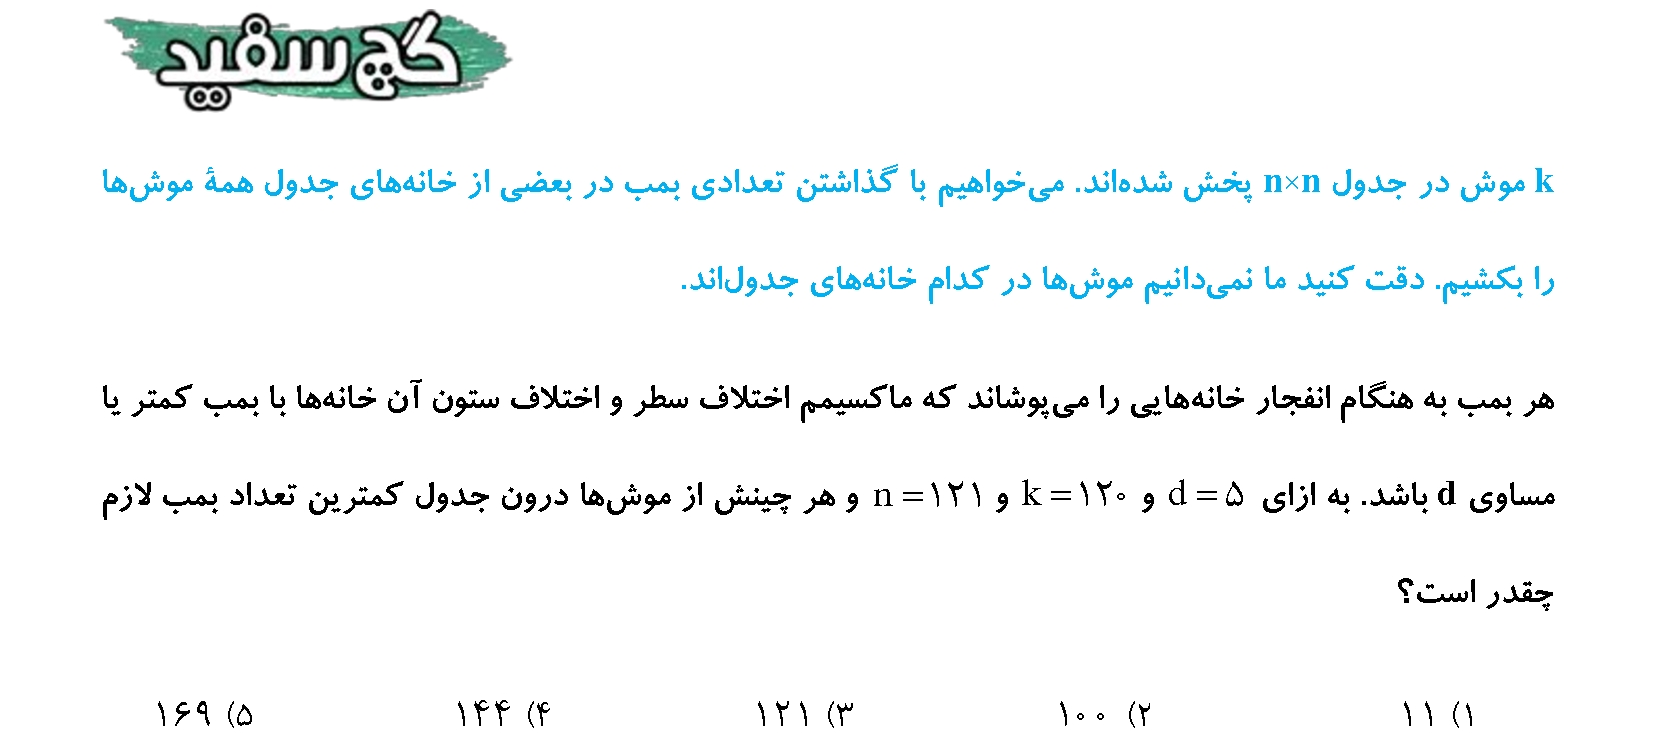 گچ سفید
k موش در جدول n×n پخش شده‌اند. می‌خواهیم با گذاشتن تعدادی بمب در بعضی از خانه‌های جدول همهٔ موش‌ها
را بکشیم. دقت کنید ما نمی‌دانیم موش‌ها در کدام خانه‌های جدول‌اند.
هر بمب به هنگام انفجار خانه‌هایی را می‌پوشاند که ماکسیمم اختلاف سطر و اختلاف ستون آن خانه‌ها با بمب کمتر یا
مساوی d باشد. به ازای d = ۵ و k = ۱۲۰ و n = ۱۲۱ و هر چینش از موش‌ها درون جدول کمترین تعداد بمب لازم
چقدر است؟
۱) ۱۱ ۲) ۱۰۰ ۳) ۱۲۱ ۴) ۱۴۴ ۵) ۱۶۹